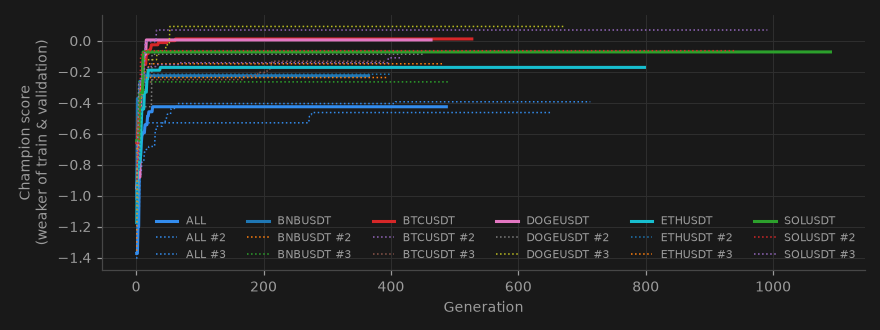 Champion score
(weaker of train & validation)
0.0
−0.2
−0.4
−0.6
−0.8
−1.0
−1.2
−1.4
ALL BNBUSDT BTCUSDT DOGEUSDT ETHUSDT SOLUSDT
ALL #2 BNBUSDT #2 BTCUSDT #2 DOGEUSDT #2 ETHUSDT #2 SOLUSDT #2
ALL #3 BNBUSDT #3 BTCUSDT #3 DOGEUSDT #3 ETHUSDT #3 SOLUSDT #3
0 200 400 600 800 1000
Generation